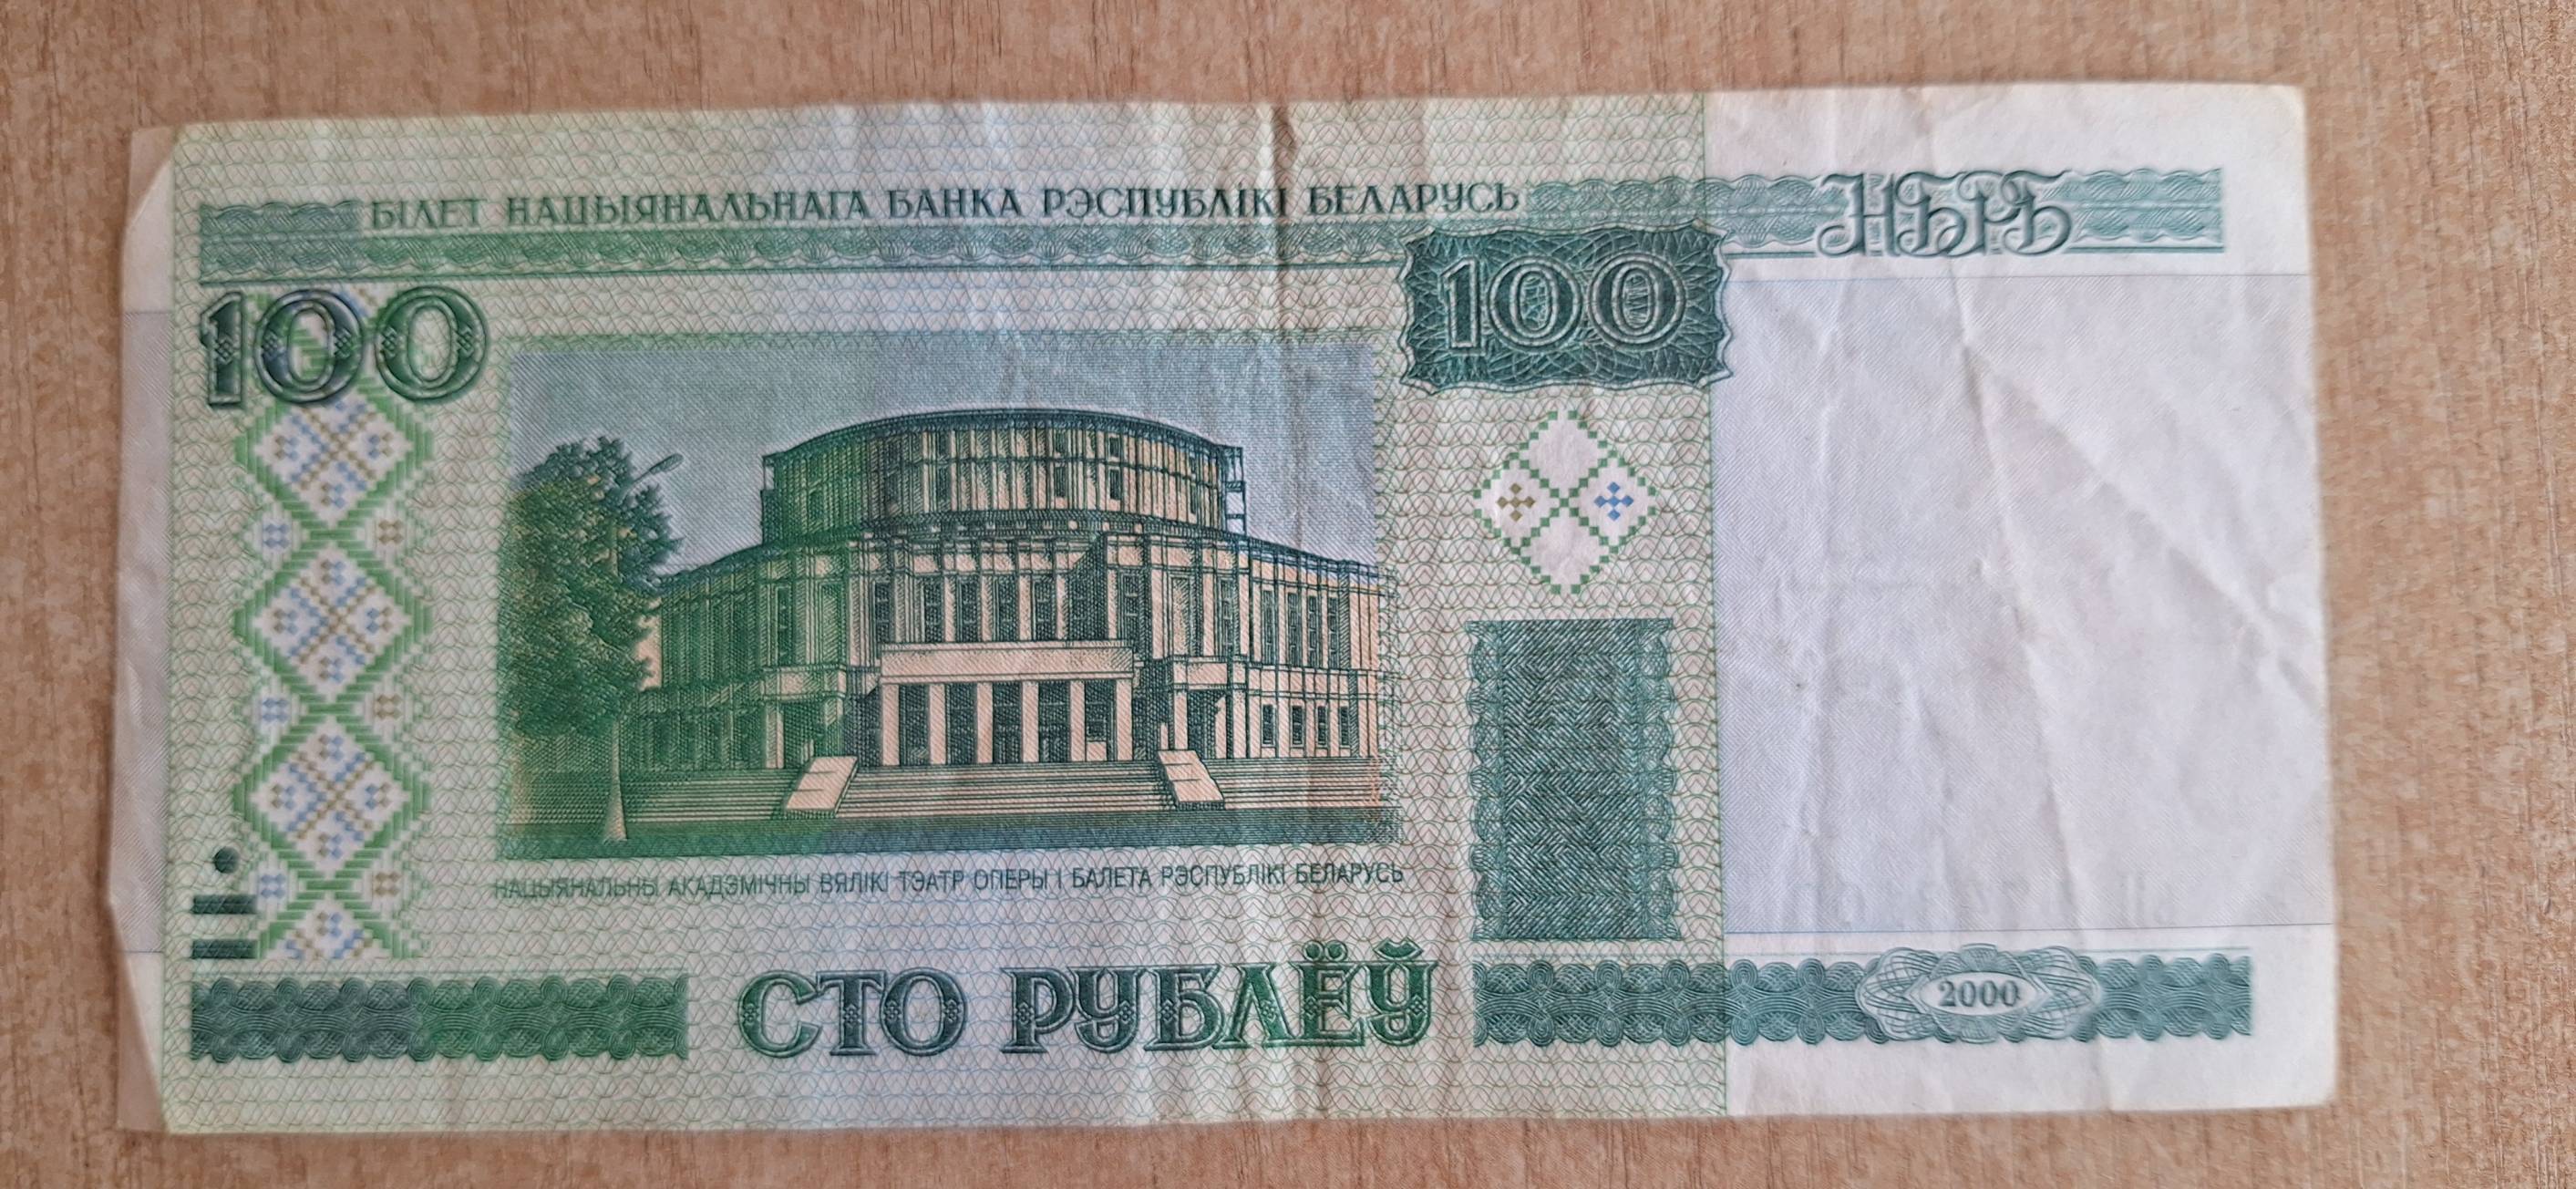 БІЛЕТ НАЦЫЯНАЛЬНАГА БАНКА РЭСПУБЛІКІ БЕЛАРУСЬ
НБРБ
100
100
НАЦЫЯНАЛЬНЫ АКАДЭМІЧНЫ ВЯЛІКІ ТЭАТР ОПЕРЫ І БАЛЕТА РЭСПУБЛІКІ БЕЛАРУСЬ
СТО РУБЛЁЎ
2000